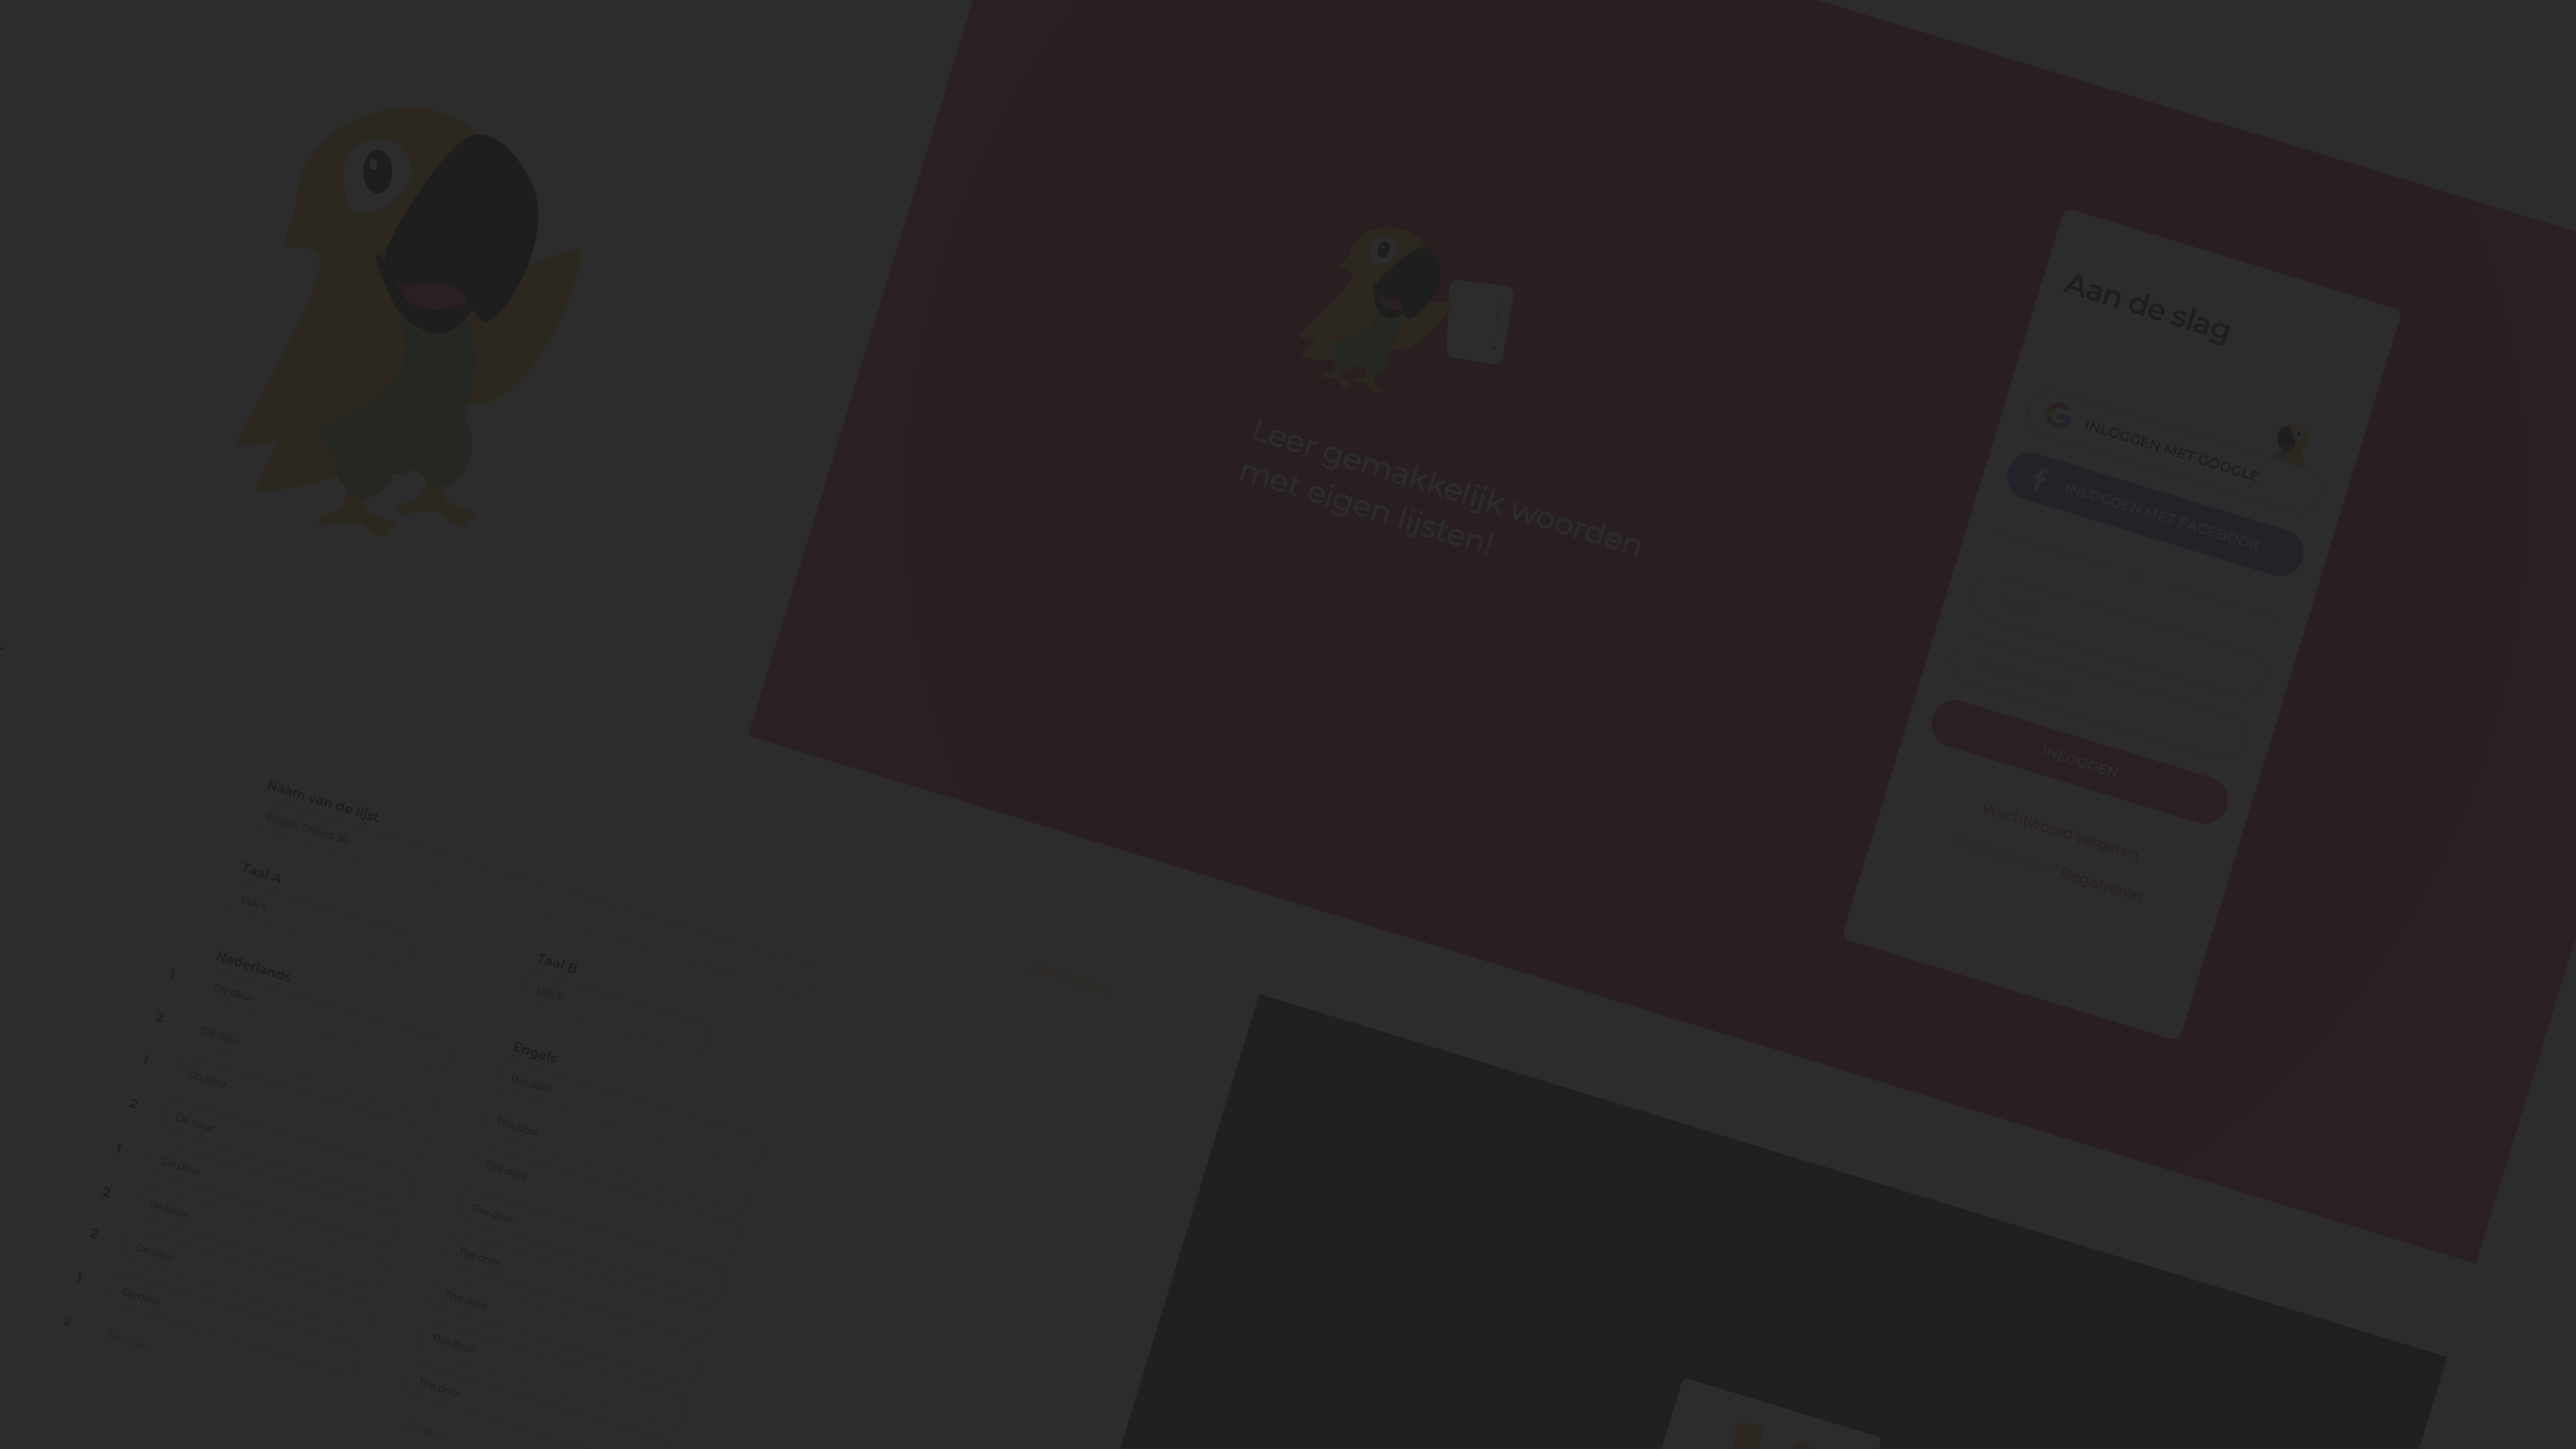 Leer gemakkelijk woorden
met eigen lijsten!
Aan de slag
INLOGGEN MET GOOGLE
INLOGGEN MET FACEBOOK
INLOGGEN
Wachtwoord vergeten
Registreren
Naam van de lijst
Engels Oxford 3b
Taal A
taal a
Taal B
taal b
Nederlands
Engels
1 De deur
The door
2 De deur
The door
1 De deur
The door
2 De deur
The door
1 De deur
The door
2 De deur
The door
2 De deur
The door
1 De deur
The door
2 De deur
The door